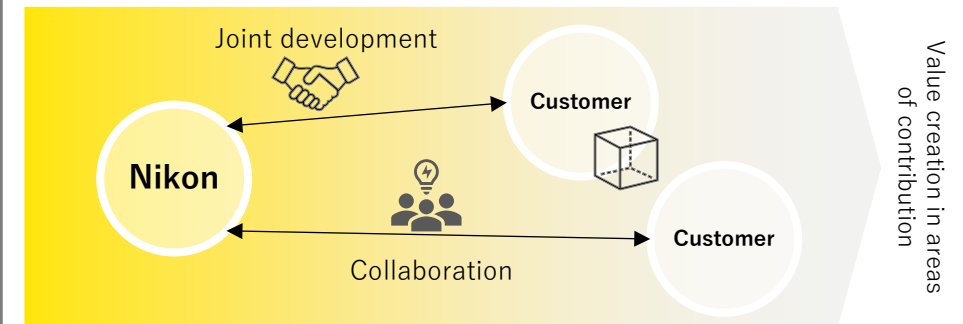 Joint development
Customer
Nikon
Customer
Collaboration
Value creation in areas
of contribution